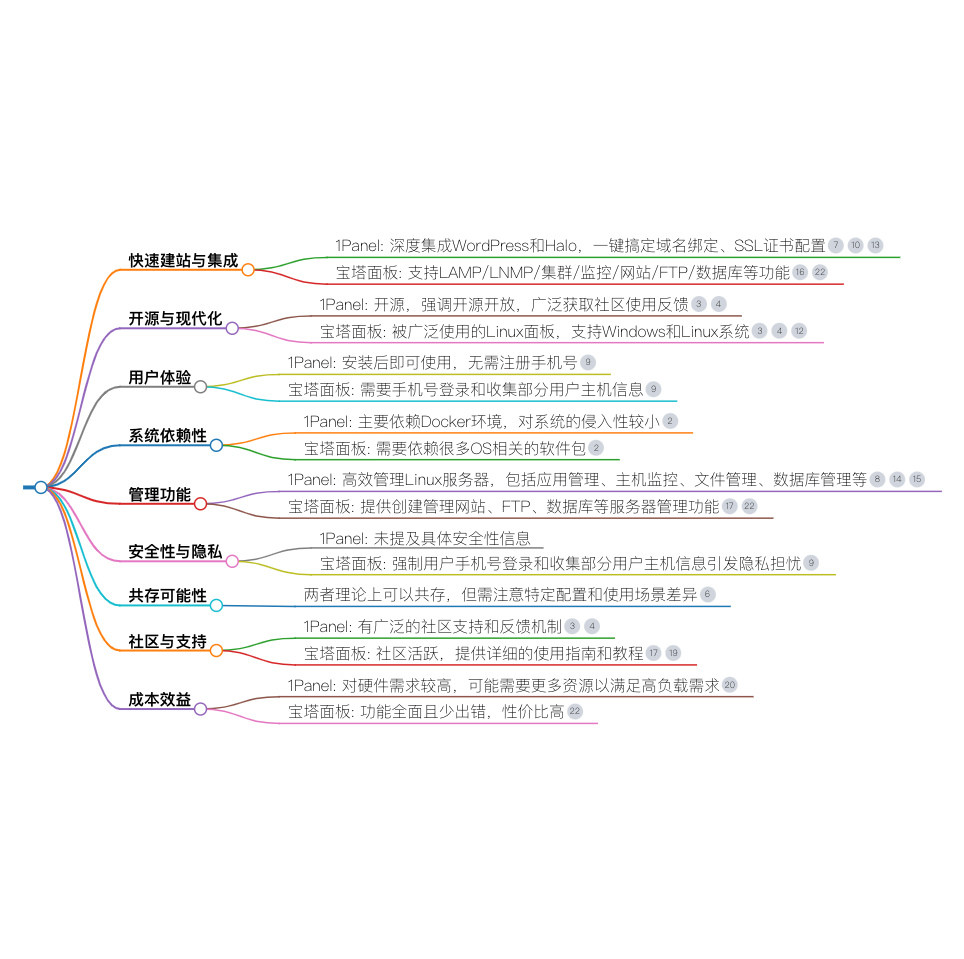 快速建站与集成
1Panel: 深度集成WordPress和Halo，一键搞定域名绑定、SSL证书配置 7 10 13
宝塔面板: 支持LAMP/LNMP/集群/监控/网站/FTP/数据库等功能 16 22
开源与现代化
1Panel: 开源，强调开源开放，广泛获取社区使用反馈 3 4
宝塔面板: 被广泛使用的Linux面板，支持Windows和Linux系统 3 4 12
用户体验
1Panel: 安装后即可使用，无需注册手机号 9
宝塔面板: 需要手机号登录和收集部分用户主机信息 9
系统依赖性
1Panel: 主要依赖Docker环境，对系统的侵入性较小 2
宝塔面板: 需要依赖很多OS相关的软件包 2
管理功能
1Panel: 高效管理Linux服务器，包括应用管理、主机监控、文件管理、数据库管理等 8 14 15
宝塔面板: 提供创建管理网站、FTP、数据库等服务器管理功能 17 22
安全性与隐私
1Panel: 未提及具体安全性信息
宝塔面板: 强制用户手机号登录和收集部分用户主机信息引发隐私担忧 9
共存可能性
两者理论上可以共存，但需注意特定配置和使用场景差异 6
社区与支持
1Panel: 有广泛的社区支持和反馈机制 3 4
宝塔面板: 社区活跃，提供详细的使用指南和教程 17 19
成本效益
1Panel: 对硬件需求较高，可能需要更多资源以满足高负载需求 20
宝塔面板: 功能全面且少出错，性价比高 22